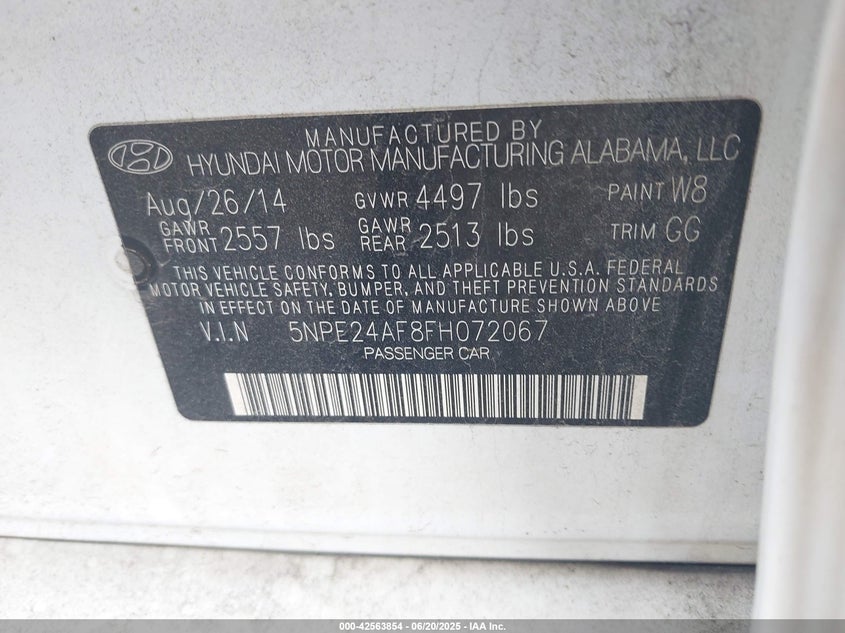 MANUFACTURED BY
HYUNDAI MOTOR MANUFACTURING ALABAMA, LLC
Aug/26/14 GVWR 4497 lbs PAINT W8
GAWR FRONT 2557 lbs GAWR REAR 2513 lbs TRIM GG
THIS VEHICLE CONFORMS TO ALL APPLICABLE U.S.A. FEDERAL
MOTOR VEHICLE SAFETY, BUMPER, AND THEFT PREVENTION STANDARDS
IN EFFECT ON THE DATE OF MANUFACTURE SHOWN ABOVE
V.I.N 5NPE24AF8FH072067
PASSENGER CAR
000-42563854 - 06/20/2025 - IAA Inc.